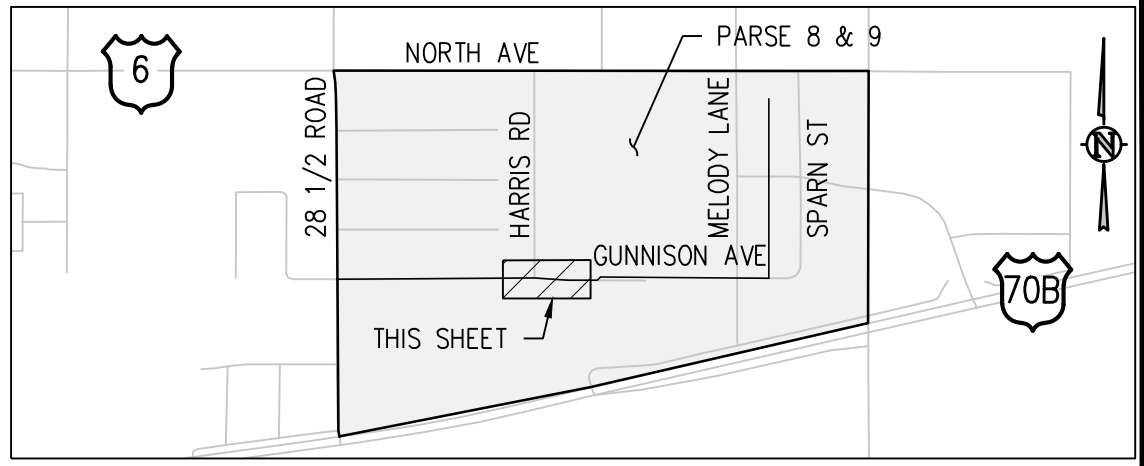 PARSE 8 & 9
NORTH AVE
6
28 1/2 ROAD
HARRIS RD
MELODY LANE
SPARN ST
N
GUNNISON AVE
70B
THIS SHEET